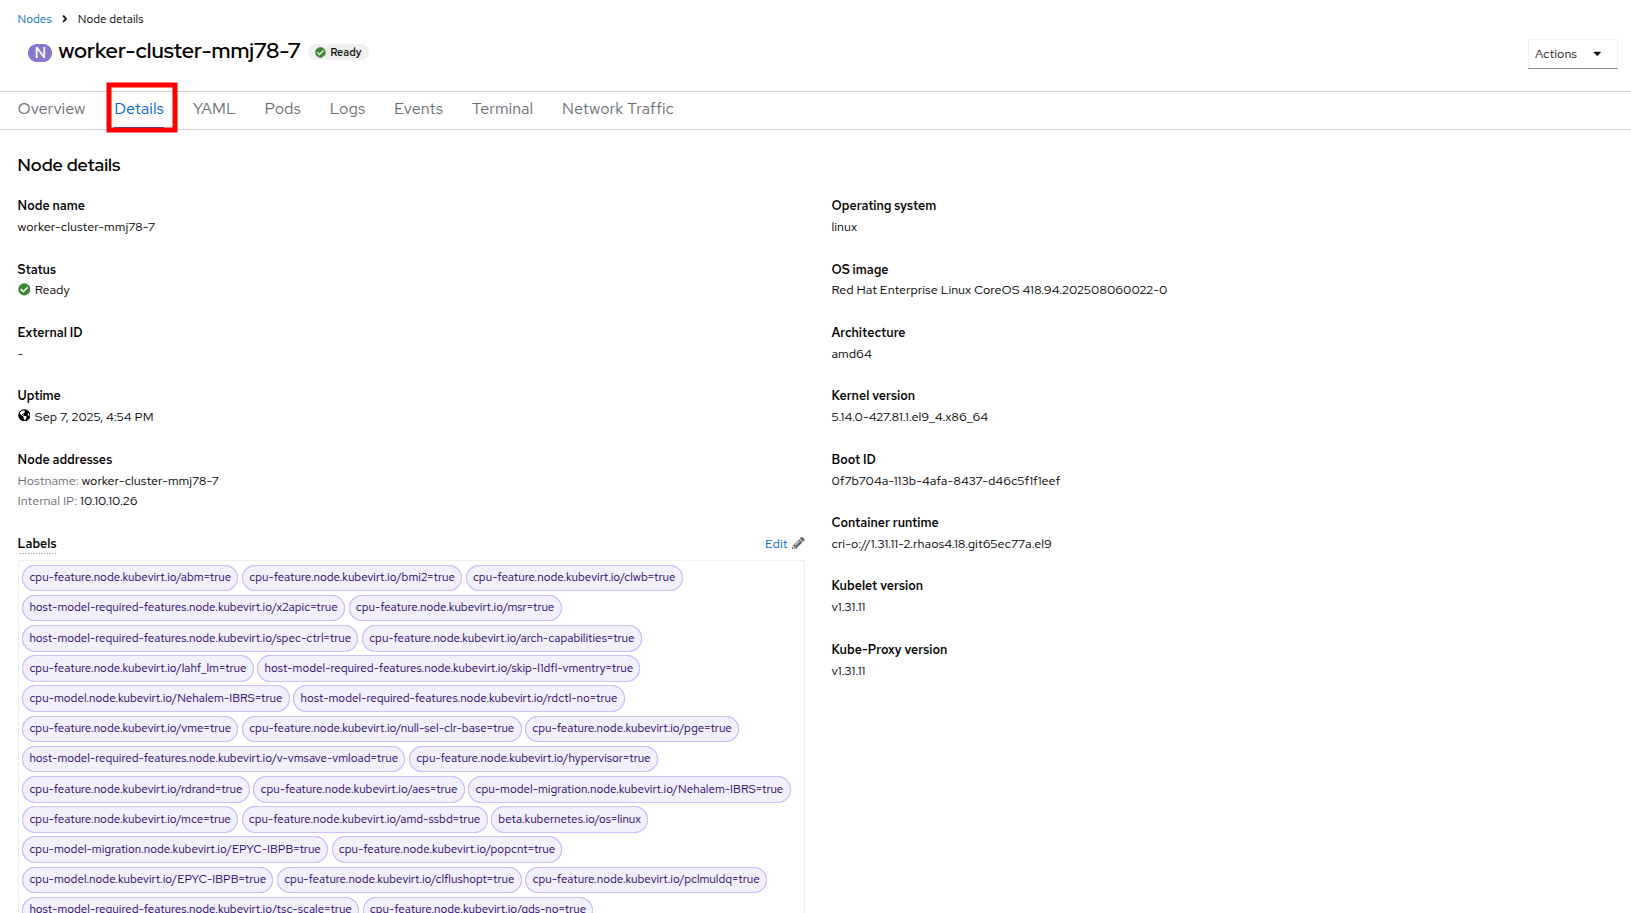 Nodes > Node details
N worker-cluster-mmj78-7 Ready
Actions
Overview Details YAML Pods Logs Events Terminal Network Traffic
Node details
Node name
worker-cluster-mmj78-7
Status
Ready
External ID
-
Uptime
Sep 7, 2025, 4:54 PM
Node addresses
Hostname: worker-cluster-mmj78-7
Internal IP: 10.10.10.26
Labels
Edit
cpu-feature.node.kubevirt.io/abm=true cpu-feature.node.kubevirt.io/bmi2=true cpu-feature.node.kubevirt.io/clwb=true
host-model-required-features.node.kubevirt.io/x2apic=true cpu-feature.node.kubevirt.io/msr=true
host-model-required-features.node.kubevirt.io/spec-ctrl=true cpu-feature.node.kubevirt.io/arch-capabilities=true
cpu-feature.node.kubevirt.io/lahf_lm=true host-model-required-features.node.kubevirt.io/skip-l1dfl-vmentry=true
cpu-model.node.kubevirt.io/Nehalem-IBRS=true host-model-required-features.node.kubevirt.io/rdctl-no=true
cpu-feature.node.kubevirt.io/vme=true cpu-feature.node.kubevirt.io/null-sel-clr-base=true cpu-feature.node.kubevirt.io/pge=true
host-model-required-features.node.kubevirt.io/v-vmsave-vmload=true cpu-feature.node.kubevirt.io/hypervisor=true
cpu-feature.node.kubevirt.io/rdrand=true cpu-feature.node.kubevirt.io/aes=true cpu-model-migration.node.kubevirt.io/Nehalem-IBRS=true
cpu-feature.node.kubevirt.io/mce=true cpu-feature.node.kubevirt.io/amd-ssbd=true beta.kubernetes.io/os=linux
cpu-model-migration.node.kubevirt.io/EPYC-IBPB=true cpu-feature.node.kubevirt.io/popcnt=true
cpu-model.node.kubevirt.io/EPYC-IBPB=true cpu-feature.node.kubevirt.io/clflushopt=true cpu-feature.node.kubevirt.io/pclmuldq=true
host-model-required-features.node.kubevirt.io/tsc-scale=true cpu-feature.node.kubevirt.io/gds-no=true
Operating system
linux
OS image
Red Hat Enterprise Linux CoreOS 418.94.202508060022-0
Architecture
amd64
Kernel version
5.14.0-427.81.1.el9_4.x86_64
Boot ID
0f7b704a-113b-4afa-8437-d46c5f1f1eef
Container runtime
cri-o://1.31.11-2.rhaos4.18.git65ec77a.el9
Kubelet version
v1.31.11
Kube-Proxy version
v1.31.11